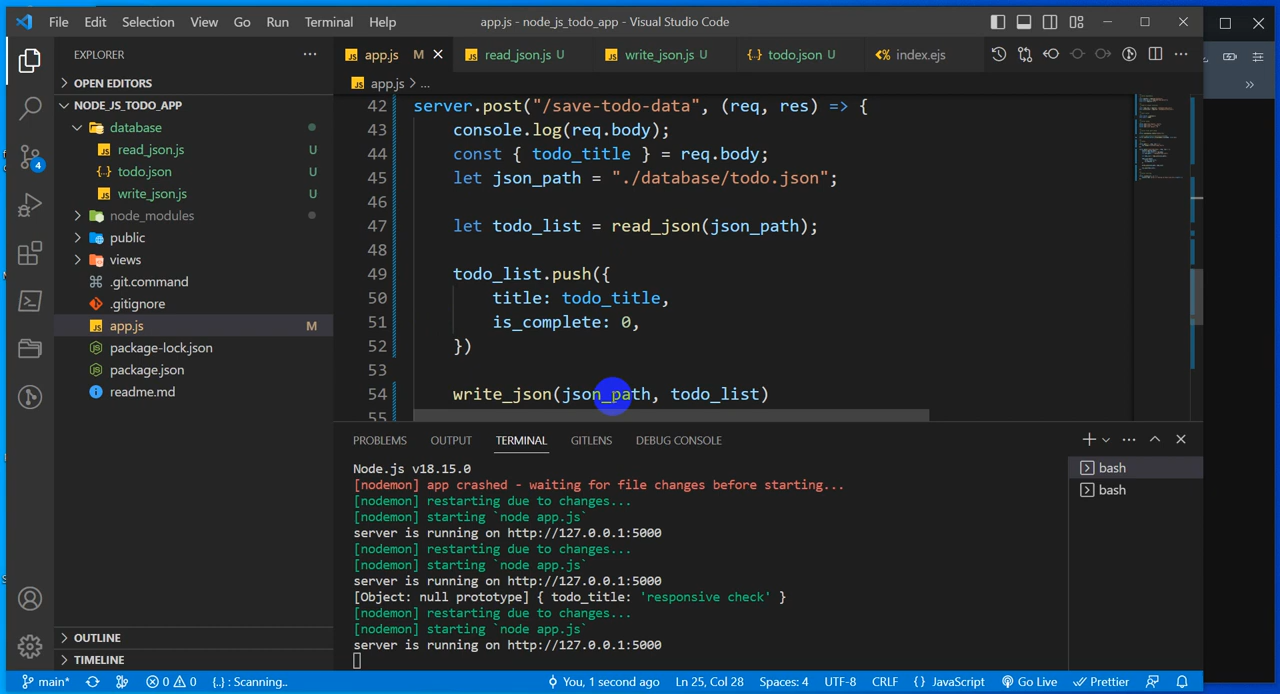 File Edit Selection View Go Run Terminal Help app.js - node_js_todo_app - Visual Studio Code
EXPLORER
OPEN EDITORS
NODE_JS_TODO_APP
database
read_json.js U
todo.json U
write_json.js U
node_modules
public
views
.git.command
.gitignore
app.js M
package-lock.json
package.json
readme.md
OUTLINE
TIMELINE
4
app.js M read_json.js U write_json.js U todo.json U index.ejs
app.js > ...
42 server.post("/save-todo-data", (req, res) => {
43 console.log(req.body);
44 const { todo_title } = req.body;
45 let json_path = "./database/todo.json";
46
47 let todo_list = read_json(json_path);
48
49 todo_list.push({
50 title: todo_title,
51 is_complete: 0,
52 })
53
54 write_json(json_path, todo_list)
55
PROBLEMS OUTPUT TERMINAL GITLENS DEBUG CONSOLE
Node.js v18.15.0
[nodemon] app crashed - waiting for file changes before starting...
[nodemon] restarting due to changes...
[nodemon] starting `node app.js`
server is running on http://127.0.0.1:5000
[nodemon] restarting due to changes...
[nodemon] starting `node app.js`
server is running on http://127.0.0.1:5000
[Object: null prototype] { todo_title: 'responsive check' }
[nodemon] restarting due to changes...
[nodemon] starting `node app.js`
server is running on http://127.0.0.1:5000
bash
bash
main* 0 0 {..} : Scanning.. You, 1 second ago Ln 25, Col 28 Spaces: 4 UTF-8 CRLF {} JavaScript Go Live Prettier